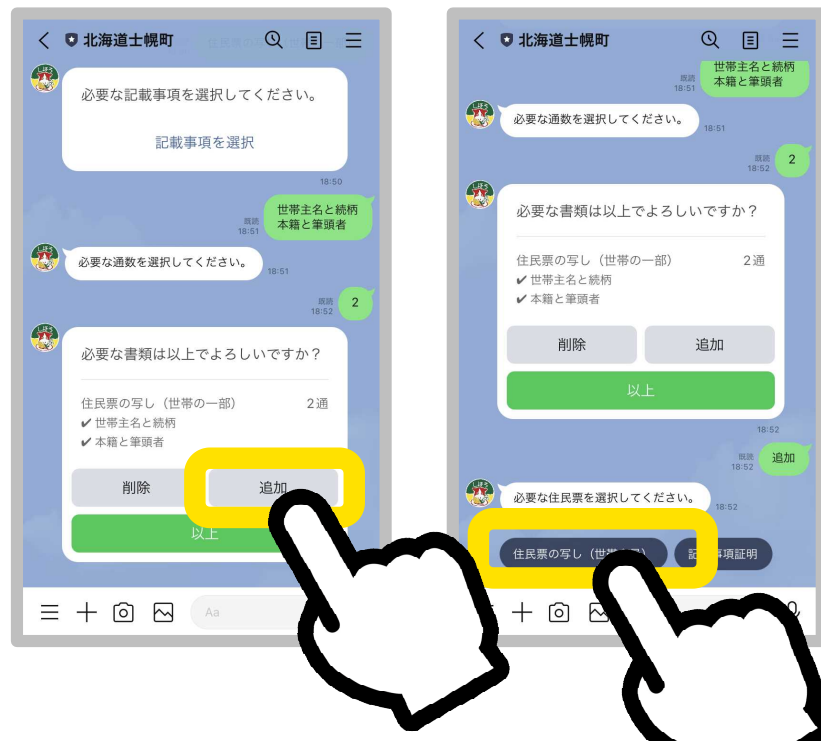 北海道士幌町
必要な記載事項を選択してください。
記載事項を選択
18:50
世帯主名と続柄
本籍と筆頭者
既読
18:51
必要な通数を選択してください。
18:51
2
既読
18:52
必要な書類は以上でよろしいですか?
住民票の写し（世帯の一部） 2通
✔ 世帯主名と続柄
✔ 本籍と筆頭者
削除 追加
以上
Aa
北海道士幌町
世帯主名と続柄
本籍と筆頭者
既読
18:51
必要な通数を選択してください。
18:51
2
既読
18:52
必要な書類は以上でよろしいですか?
住民票の写し（世帯の一部） 2通
✔ 世帯主名と続柄
✔ 本籍と筆頭者
削除 追加
以上
18:52
追加
既読
18:52
必要な住民票を選択してください。
18:52
住民票の写し（世
事項証明